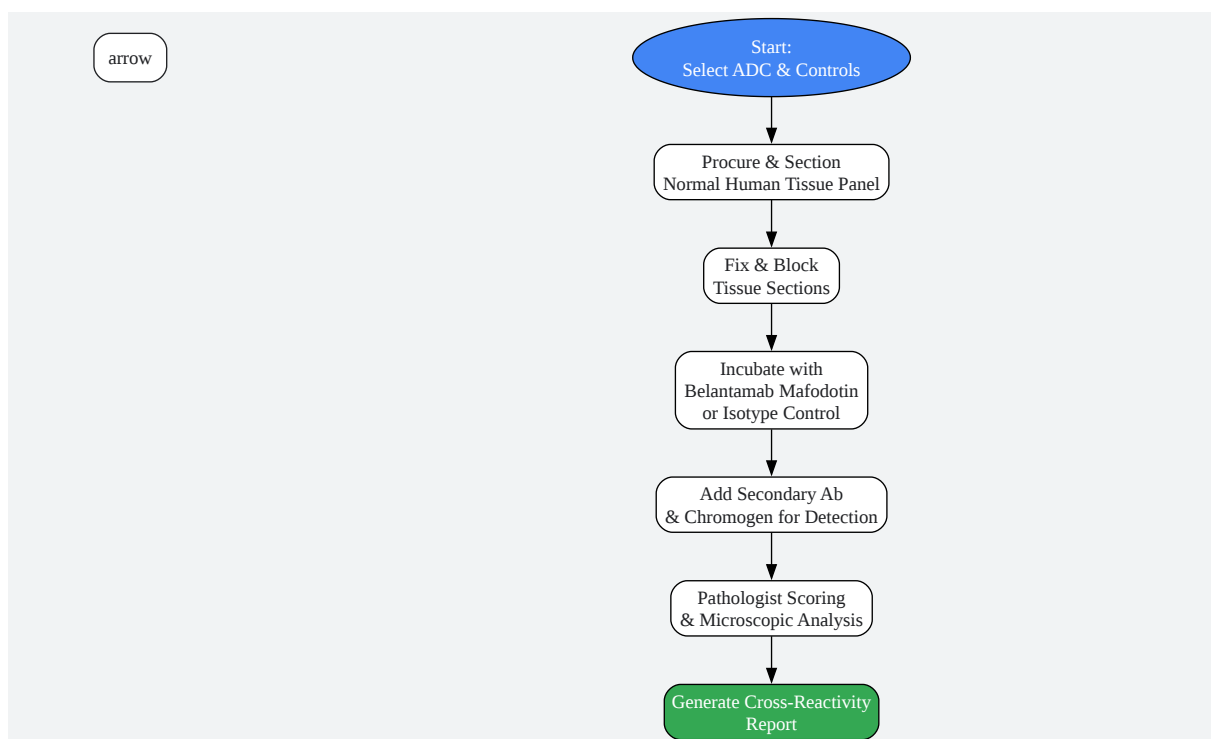 arrow
Start:
Select ADC & Controls
Procure & Section
Normal Human Tissue Panel
Fix & Block
Tissue Sections
Incubate with
Belantamab Mafodotin
or Isotype Control
Add Secondary Ab
& Chromogen for Detection
Pathologist Scoring
& Microscopic Analysis
Generate Cross-Reactivity
Report